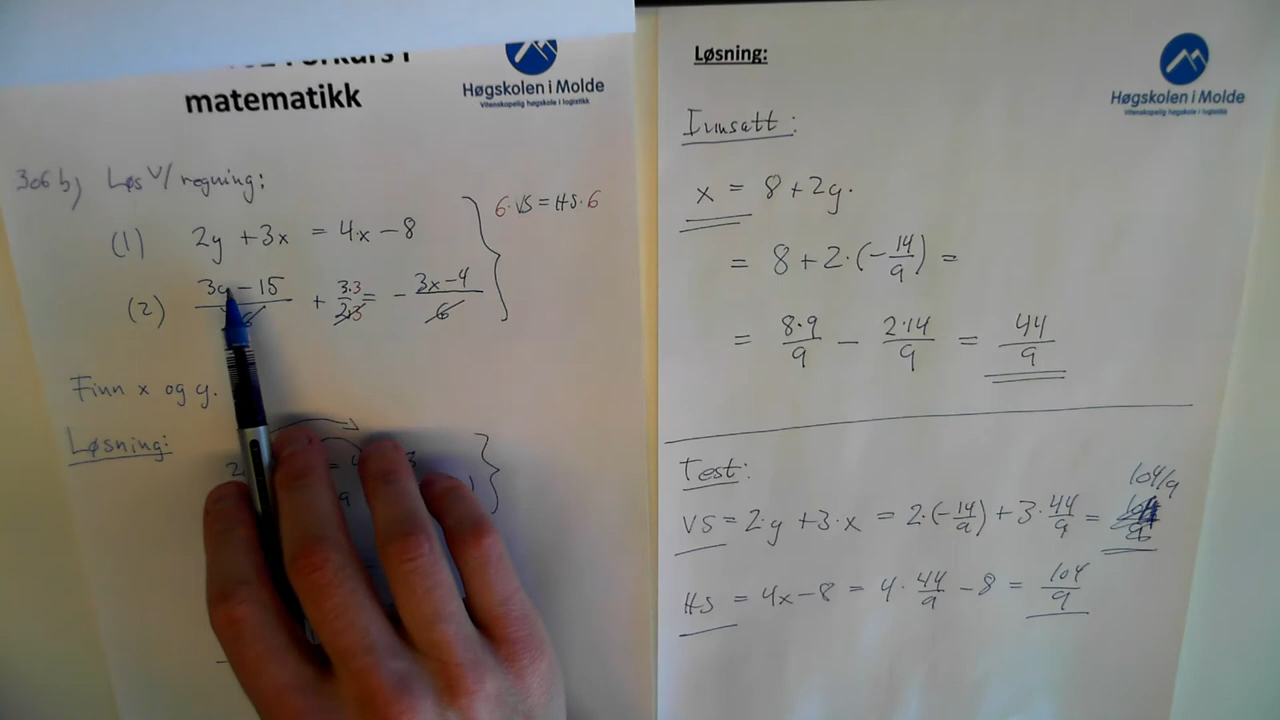 matematikk
Høgskolen i Molde
Vitenskapelig høgskole i logistikk
306 b) Løs v/ regning:
(1) 2y + 3x = 4x - 8
6·VS = HS·6
(2) 3y - 15 / 6 + 3·3 / 2·3 = - 3x - 4 / 6
Finn x og y.
Løsning:
Løsning:
Høgskolen i Molde
Vitenskapelig høgskole i logistikk
Innsatt:
x = 8 + 2y.
= 8 + 2·(-14/9) =
= 8·9/9 - 2·14/9 = 44/9
Test:
104/9
VS = 2·y + 3·x = 2·(-14/9) + 3·44/9 =
HS = 4x - 8 = 4·44/9 - 8 = 104/9